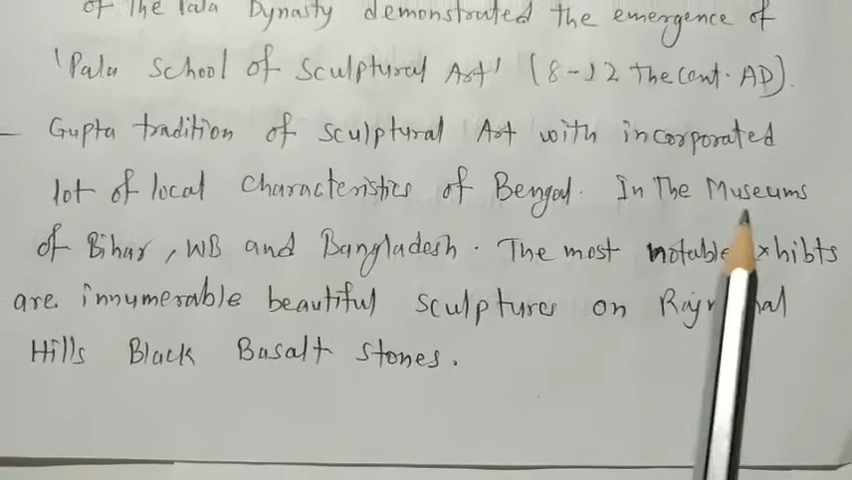 of The Pala Dynasty demonstrated the emergence of
'Pala School of Sculptural Art' (8-12 The Cent. AD).
– Gupta tradition of sculptural Art with incorporated
lot of local characteristics of Bengal. In The Museums
of Bihar, WB and Bangladesh. The most notable xhibts
are innumerable beautiful sculptures on
Hills Black Basalt stones.